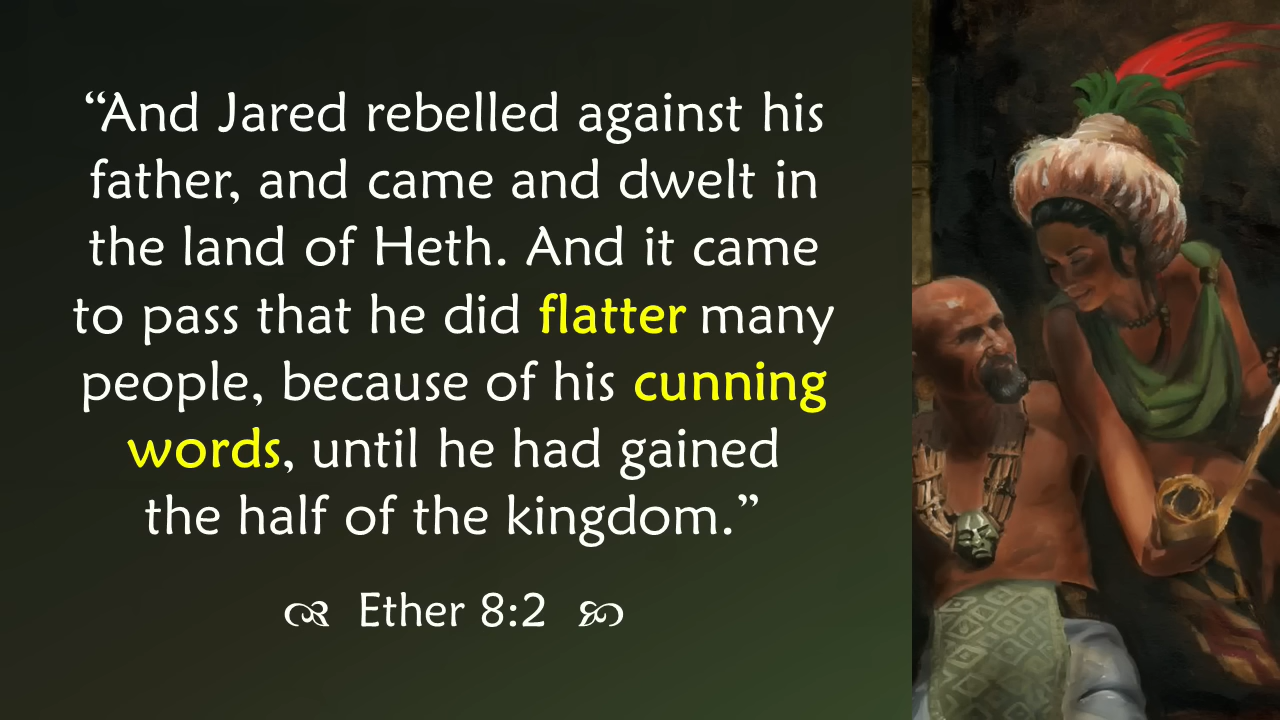 “And Jared rebelled against his
father, and came and dwelt in
the land of Heth. And it came
to pass that he did flatter many
people, because of his cunning
words, until he had gained
the half of the kingdom.”
Ether 8:2